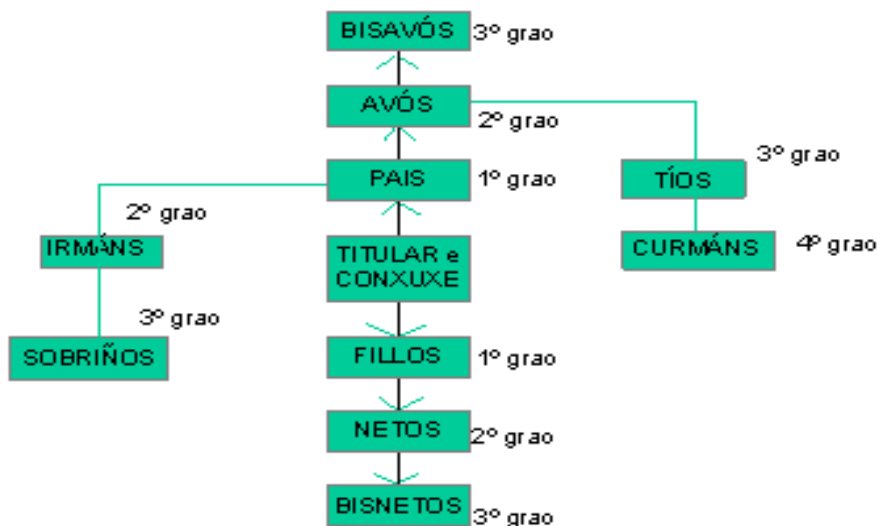 BISAVÓS
3º grao
AVÓS
2º grao
PAIS
1º grao
TÍOS
3º grao
IRMÁNS
2º grao
TITULAR e
CONXUXE
CURMÁNS
4º grao
SOBRIÑOS
3º grao
FILLOS
1º grao
NETOS
2º grao
BISNETOS
3º grao